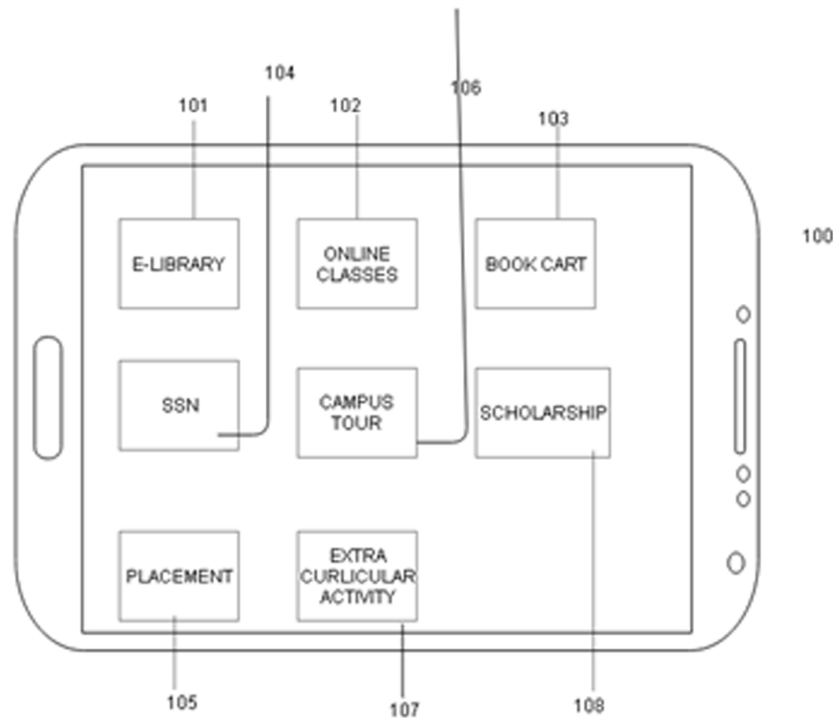 104
106
101
102
103
100
E-LIBRARY
ONLINE
CLASSES
BOOK CART
SSN
CAMPUS
TOUR
SCHOLARSHIP
PLACEMENT
EXTRA
CURLICULAR
ACTIVITY
105
107
108